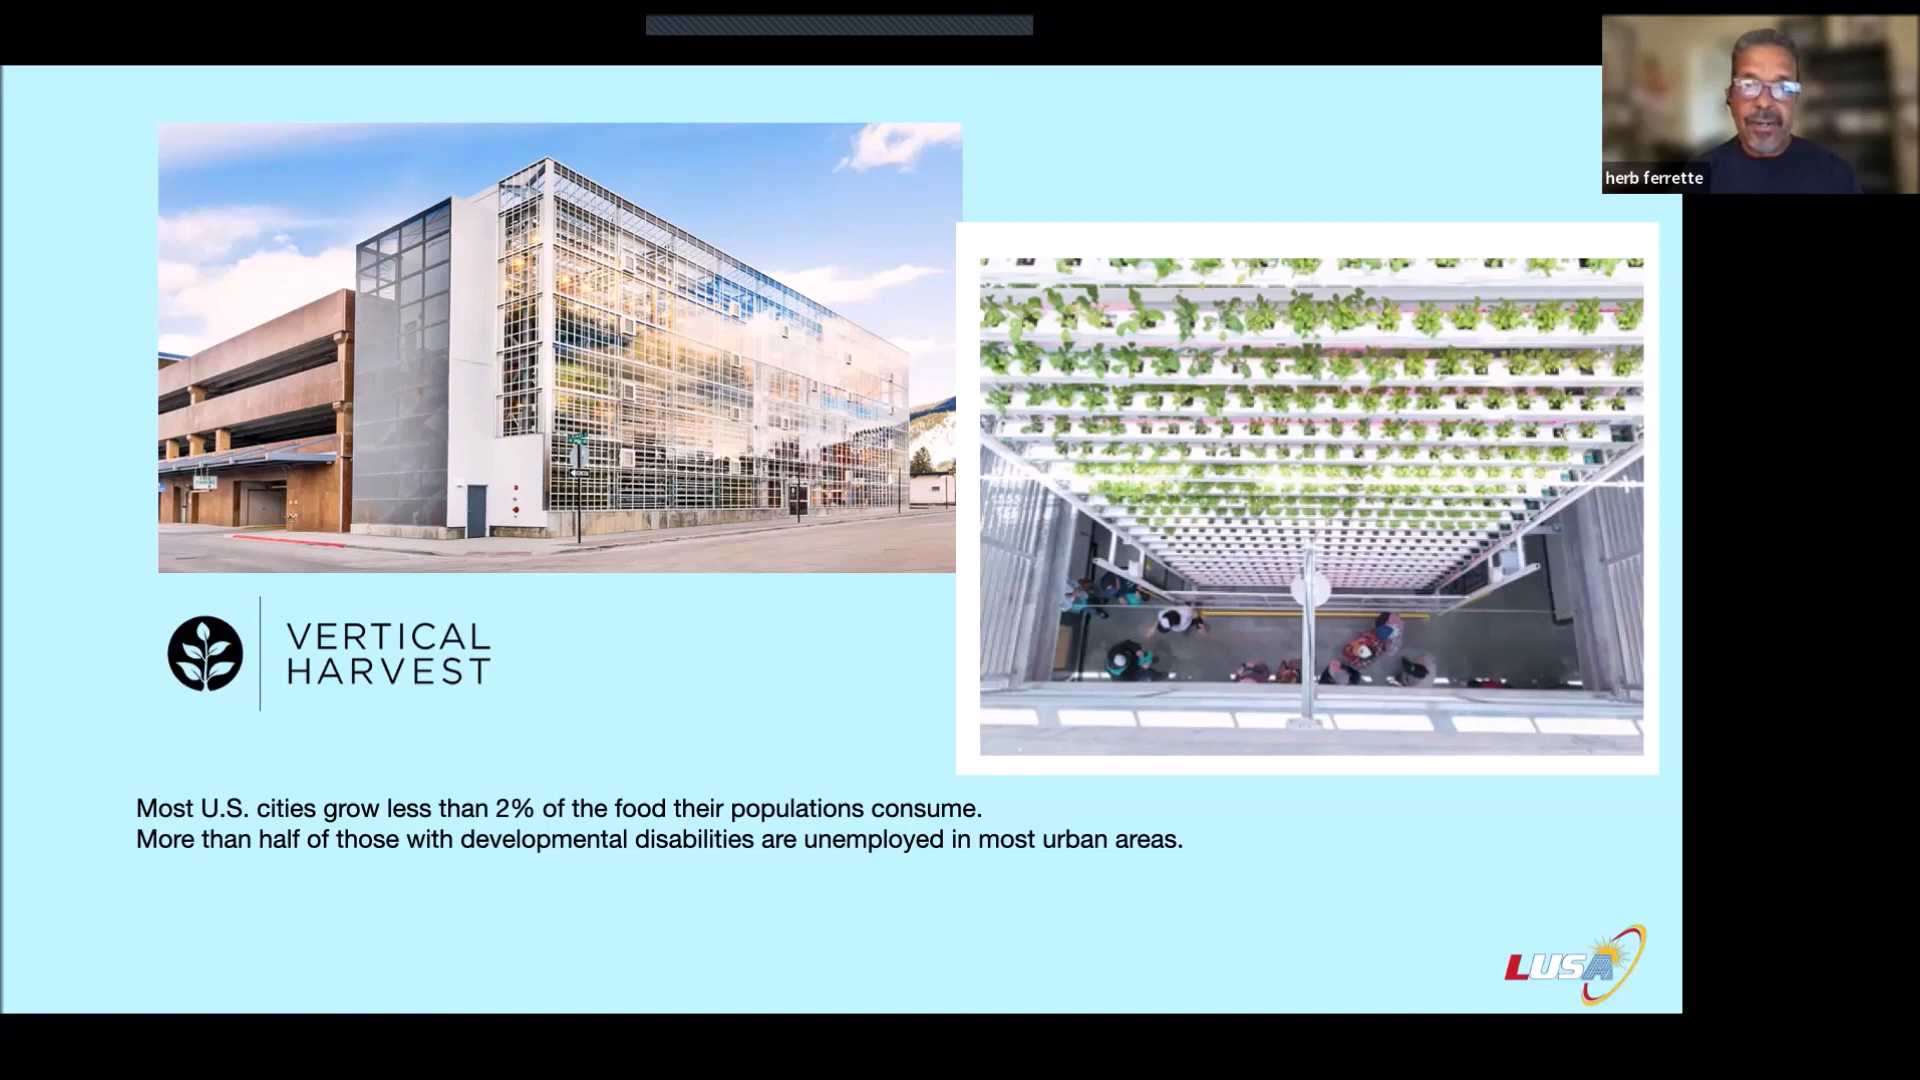 herb ferrette
VERTICAL
HARVEST
Most U.S. cities grow less than 2% of the food their populations consume.
More than half of those with developmental disabilities are unemployed in most urban areas.
LUSA